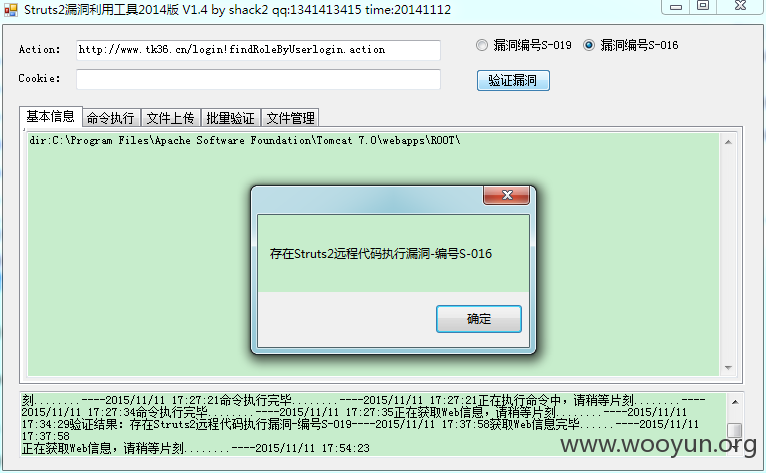 Struts2漏洞利用工具2014版 V1.4 by shack2 qq:1341413415 time:20141112
Action: http://www.tk36.cn/login!findRoleByUserlogin.action 漏洞编号S-019 漏洞编号S-016
Cookie: 验证漏洞
基本信息 命令执行 文件上传 批量验证 文件管理
dir:C:\Program Files\Apache Software Foundation\Tomcat 7.0\webapps\ROOT\
存在Struts2远程代码执行漏洞-编号S-016
确定
刻........----2015/11/11 17:27:21命令执行完毕........----2015/11/11 17:27:21正在执行命令中，请稍等片刻........----
2015/11/11 17:27:34命令执行完毕........----2015/11/11 17:27:35正在获取Web信息，请稍等片刻........----2015/11/11
17:34:29验证结果：存在Struts2远程代码执行漏洞-编号S-019----2015/11/11 17:37:58获取Web信息完毕......----2015/11/11
17:37:58
正在获取Web信息，请稍等片刻........----2015/11/11 17:54:23
www.wooyun.org